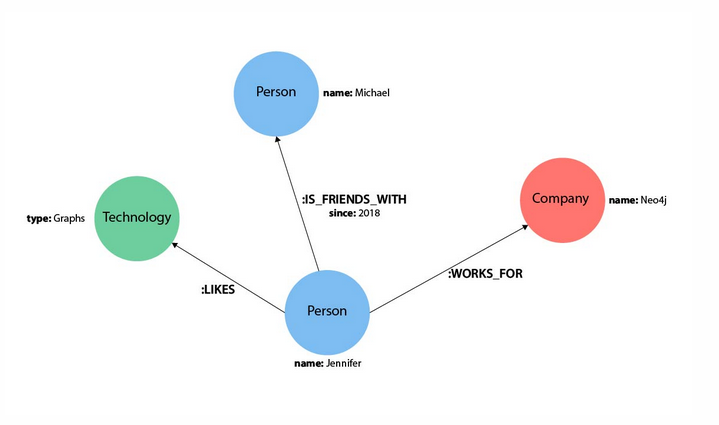 Person
name: Michael
:IS_FRIENDS_WITH
since: 2018
Company
name: Neo4j
type: Graphs
Technology
:WORKS_FOR
:LIKES
Person
name: Jennifer